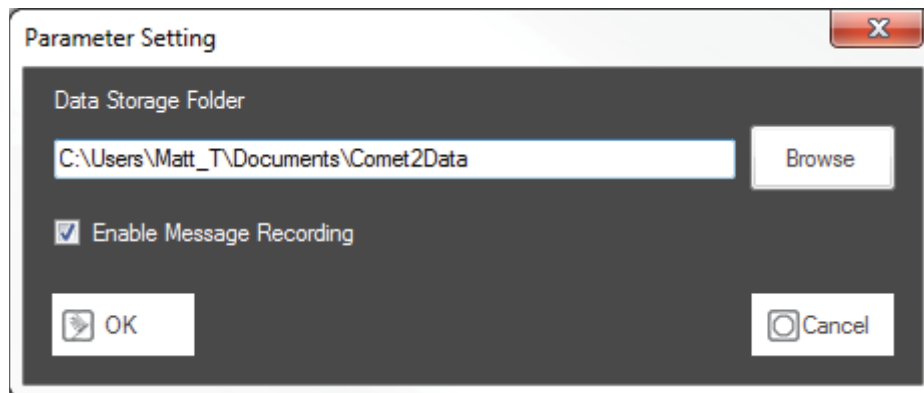 Parameter Setting
Data Storage Folder
C:\Users\Matt_T\Documents\Comet2Data
Browse
Enable Message Recording
OK
Cancel